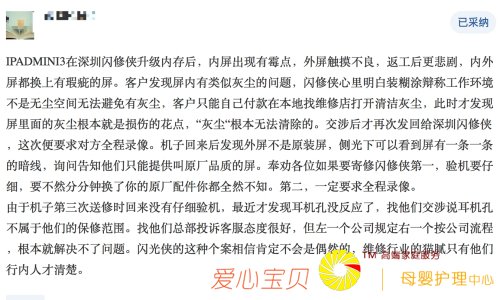 已采纳
IPADMINI3在深圳闪修侠升级内存后，内屏出现有霉点，外屏触摸不良，返工后更悲剧、内外
屏都换上有瑕疵的屏。客户发现屏内有类似灰尘的问题，闪修侠心里明白装糊涂辩称工作环境
不是无尘空间无法避免有灰尘，客户只能自己付款在本地找维修店打开清洁灰尘，此时才发现
屏里面的灰尘根本就是损伤的花点，“灰尘”根本无法清除的。交涉后才再次发回给深圳闪修侠
，这次便要求对方全程录像。机子回来后发现外屏不是原装屏，侧光下可以看到屏有一条一条
的暗线，询问告知他们只能提供叫原厂品质的屏。奉劝各位如果要寄修闪修侠第一，验机要仔
细，要不然分分钟换了你的原厂配件你都全然不知。第二，一定要求全程录像。
由于机子第三次送修时回来没有仔细验机，最近才发现耳机孔没反应了，找他们交涉说耳机孔
不属于他们的保修范围。找他们总部投诉客服态度很好，但左一个公司规定右一个按公司流程
，根本就解决不了问题。闪光侠的这种个案相信肯定不会是偶然的，维修行业的猫腻只有他们
行内人才清楚。
TM 高端家庭服务
爱心宝贝
母婴护理中心